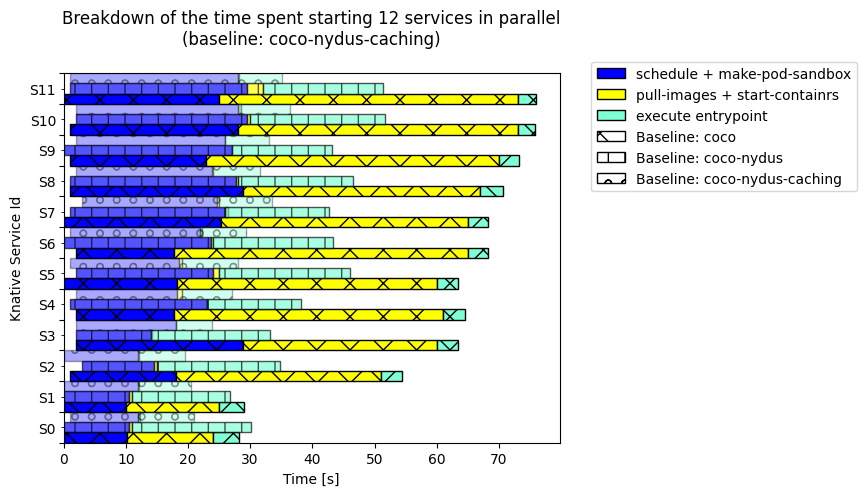 Breakdown of the time spent starting 12 services in parallel
(baseline: coco-nydus-caching)
schedule + make-pod-sandbox
pull-images + start-containrs
execute entrypoint
Baseline: coco
Baseline: coco-nydus
Baseline: coco-nydus-caching
Knative Service Id
S11
S10
S9
S8
S7
S6
S5
S4
S3
S2
S1
S0
0 10 20 30 40 50 60 70
Time [s]